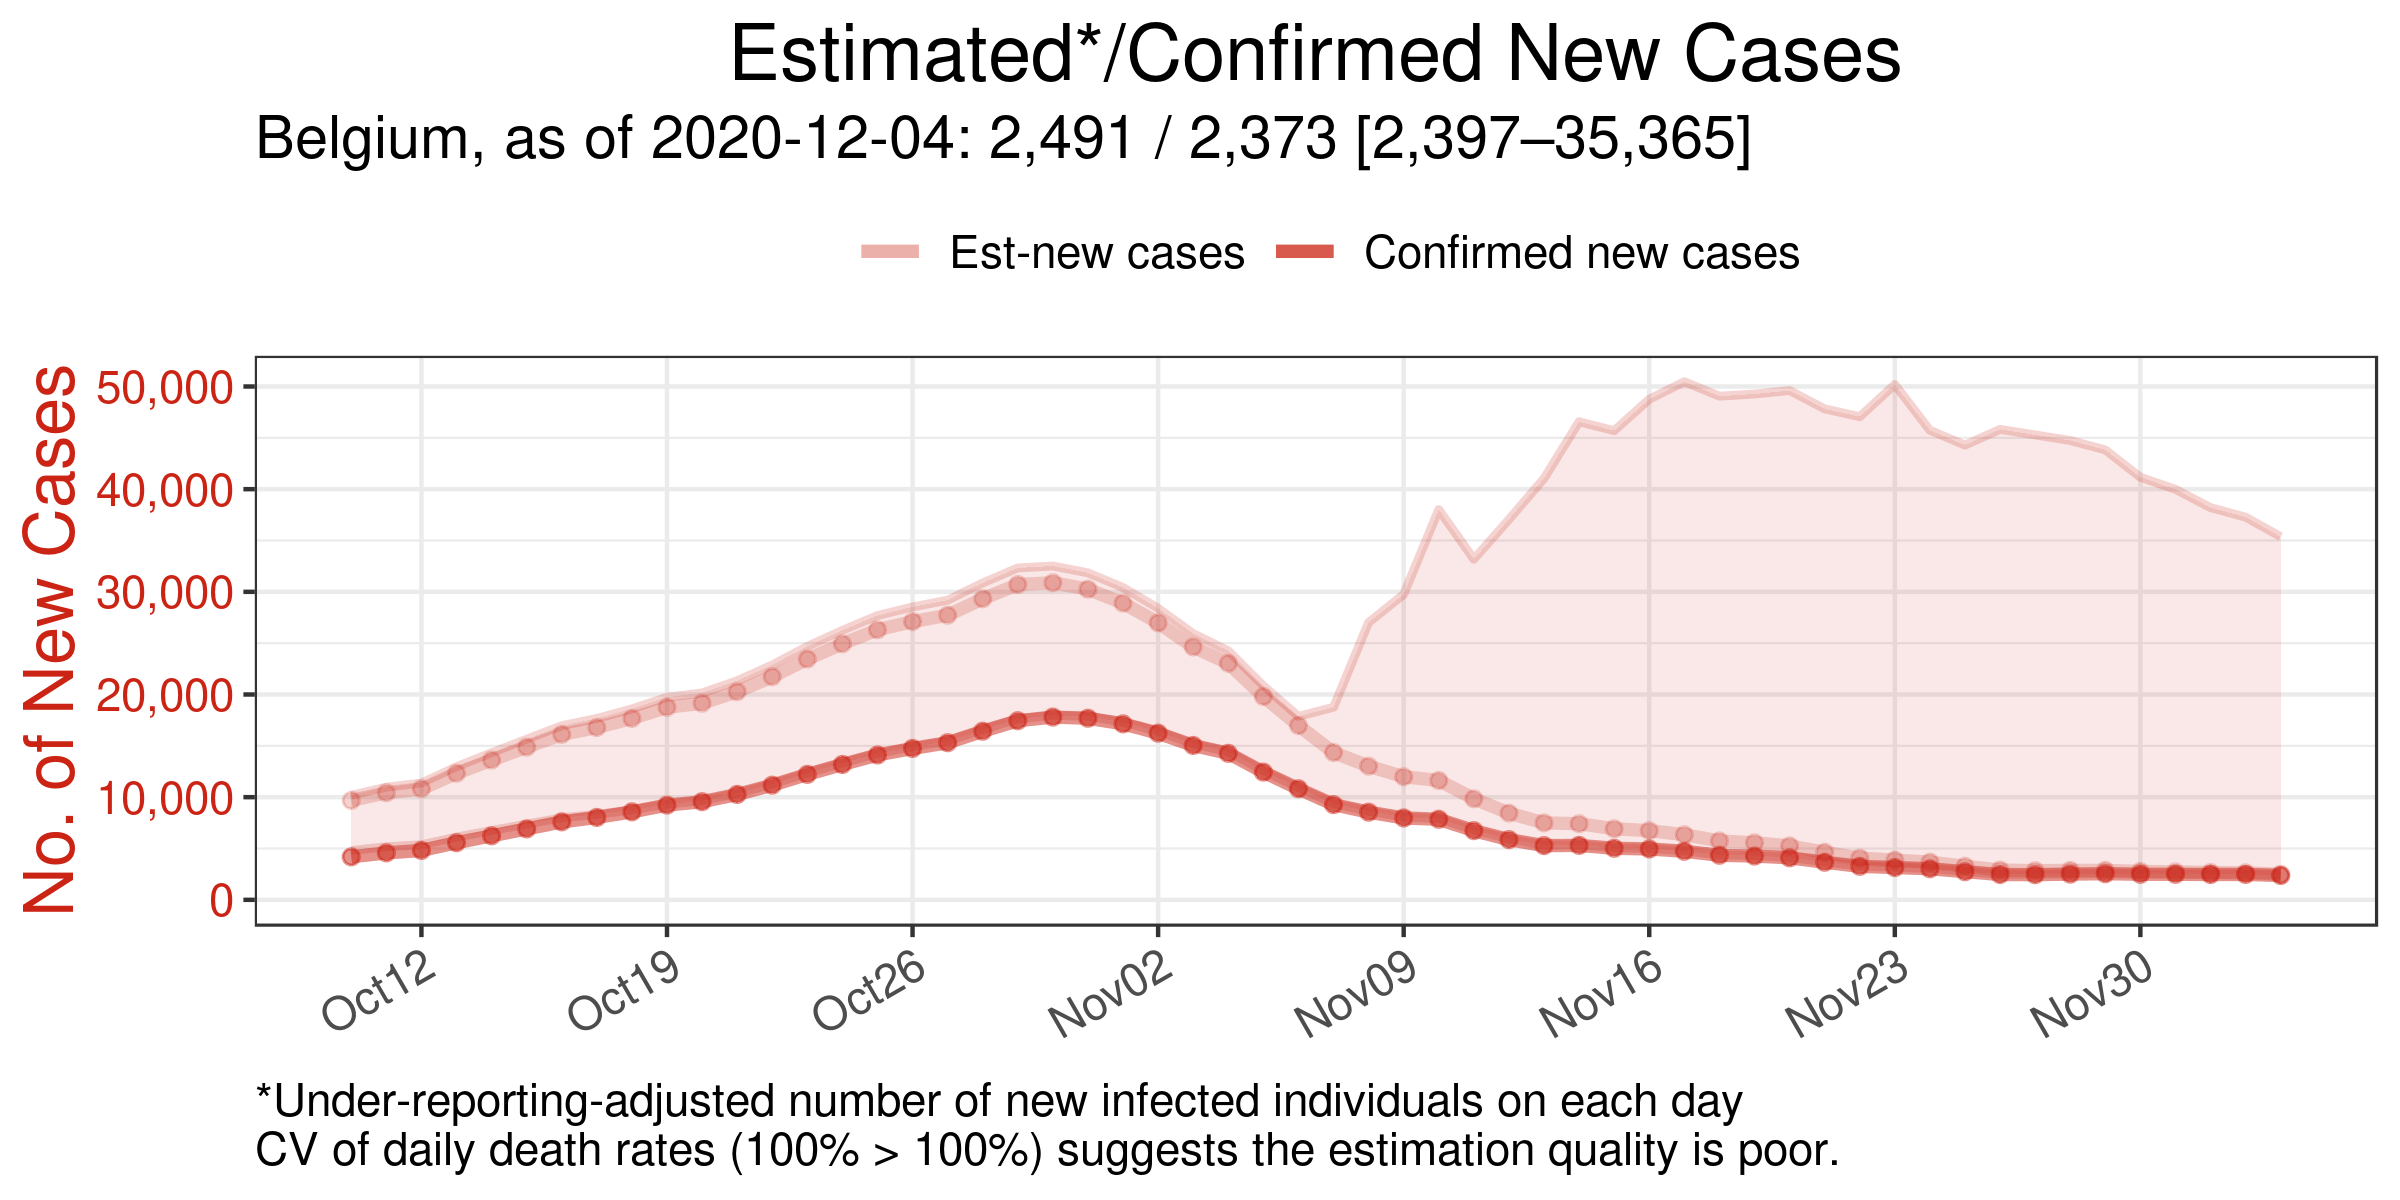 Estimated*/Confirmed New Cases
Belgium, as of 2020-12-04: 2,491 / 2,373 [2,397–35,365]
Est-new cases
Confirmed new cases
No. of New Cases
50,000
40,000
30,000
20,000
10,000
0
Oct12
Oct19
Oct26
Nov02
Nov09
Nov16
Nov23
Nov30
*Under-reporting-adjusted number of new infected individuals on each day
CV of daily death rates (100% > 100%) suggests the estimation quality is poor.